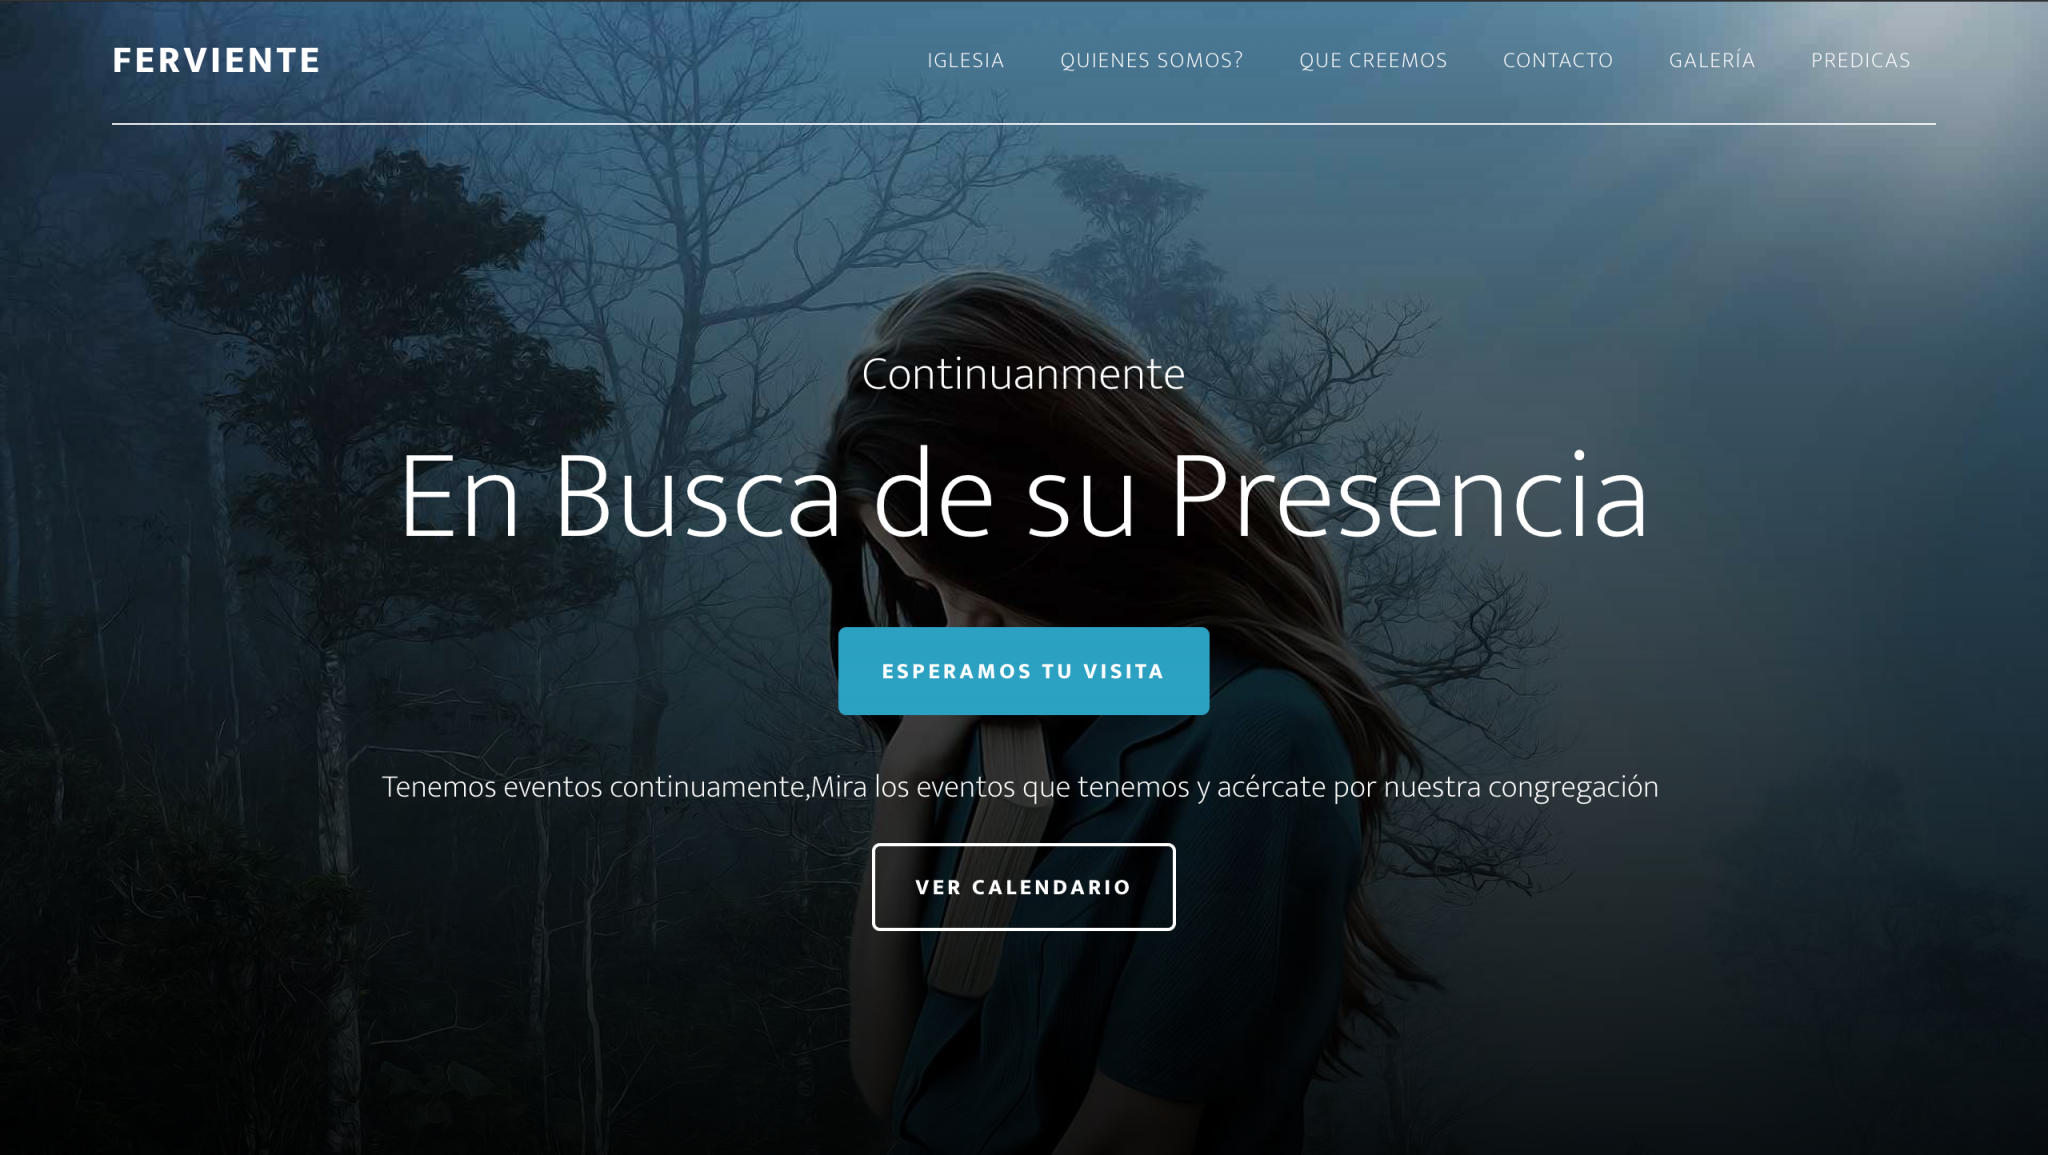 FERVIENTE
IGLESIA QUIENES SOMOS? QUE CREEMOS CONTACTO GALERÍA PREDICAS
Continuanmente
En Busca de su Presencia
ESPERAMOS TU VISITA
Tenemos eventos continuamente,Mira los eventos que tenemos y acércate por nuestra congregación
VER CALENDARIO